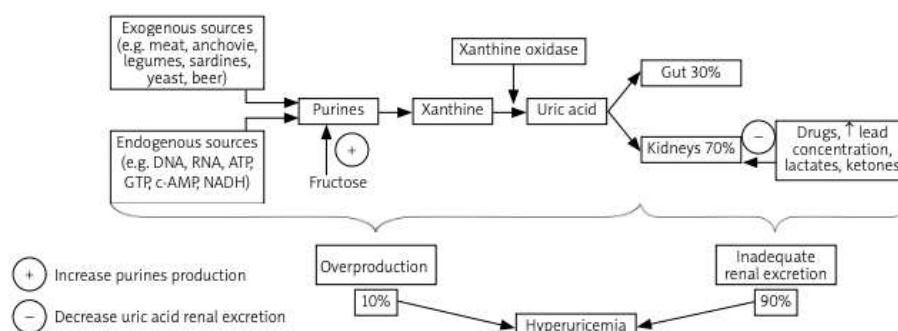 Exogenous sources
(e.g. meat, anchovie,
legumes, sardines,
yeast, beer)
Xanthine oxidase
Gut 30%
Purines
Xanthine
Uric acid
Endogenous sources
(e.g. DNA, RNA, ATP,
GTP, c-AMP, NADH)
+
Fructose
Kidneys 70%
−
Drugs, ↑ lead
concentration,
lactates, ketones
+ Increase purines production
− Decrease uric acid renal excretion
Overproduction
10%
Inadequate
renal excretion
90%
Hyperuricemia